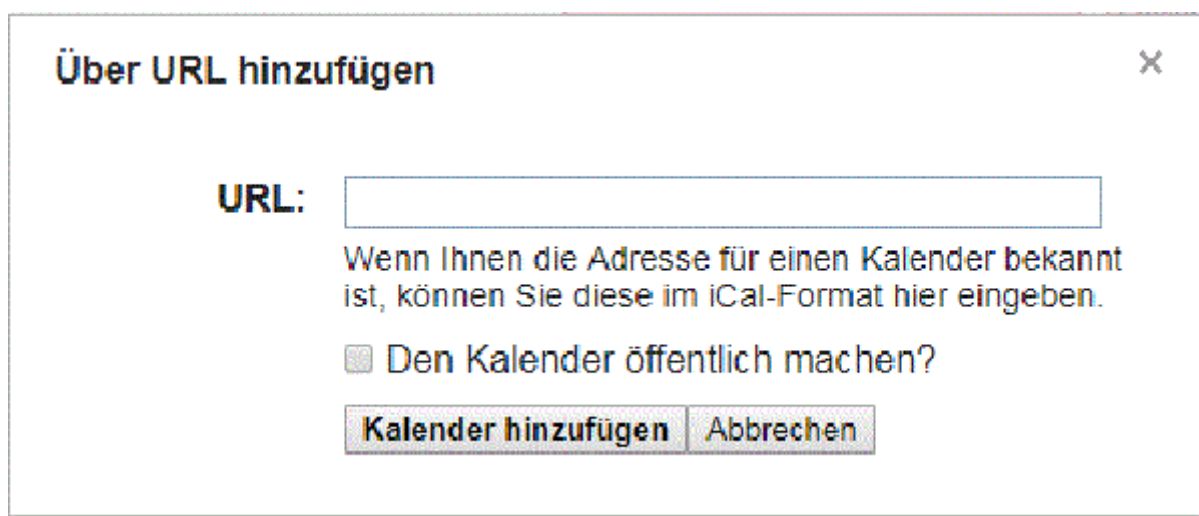 Über URL hinzufügen
URL:
Wenn Ihnen die Adresse für einen Kalender bekannt
ist, können Sie diese im iCal-Format hier eingeben.
Den Kalender öffentlich machen?
Kalender hinzufügen Abbrechen